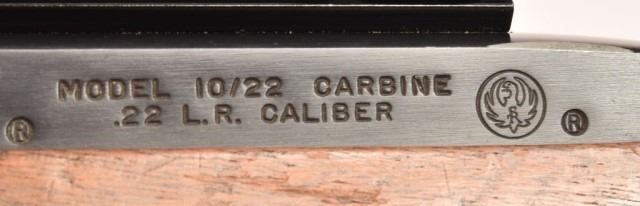 MODEL 10/22 CARBINE
.22 L.R. CALIBER
® ®